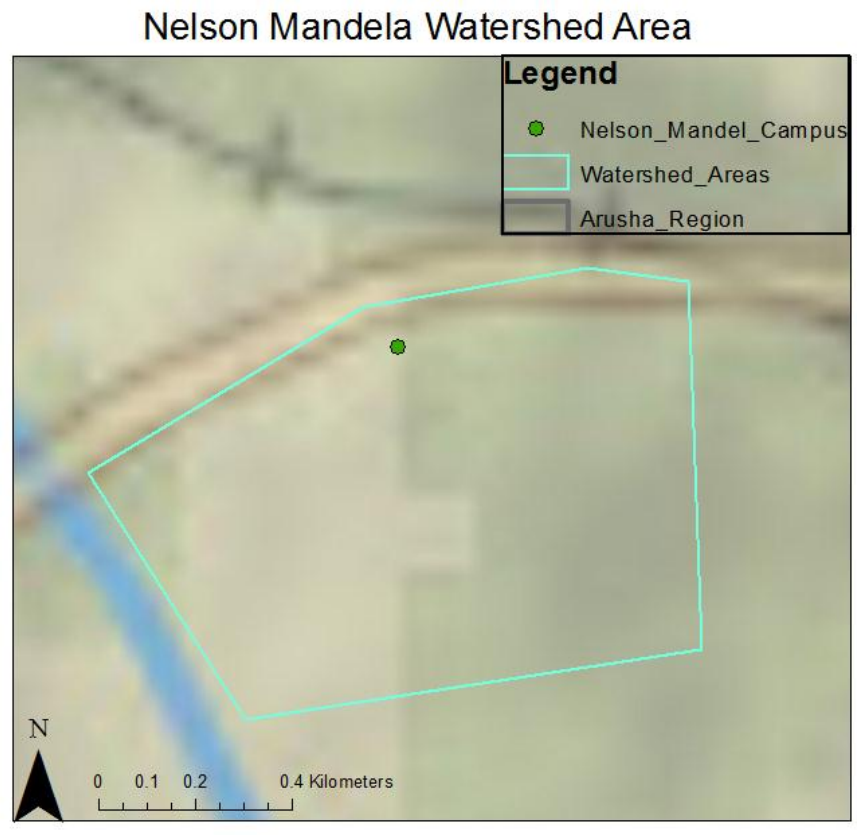 Nelson Mandela Watershed Area
Legend
Nelson_Mandel_Campus
Watershed_Areas
Arusha_Region
N
0 0.1 0.2 0.4 Kilometers